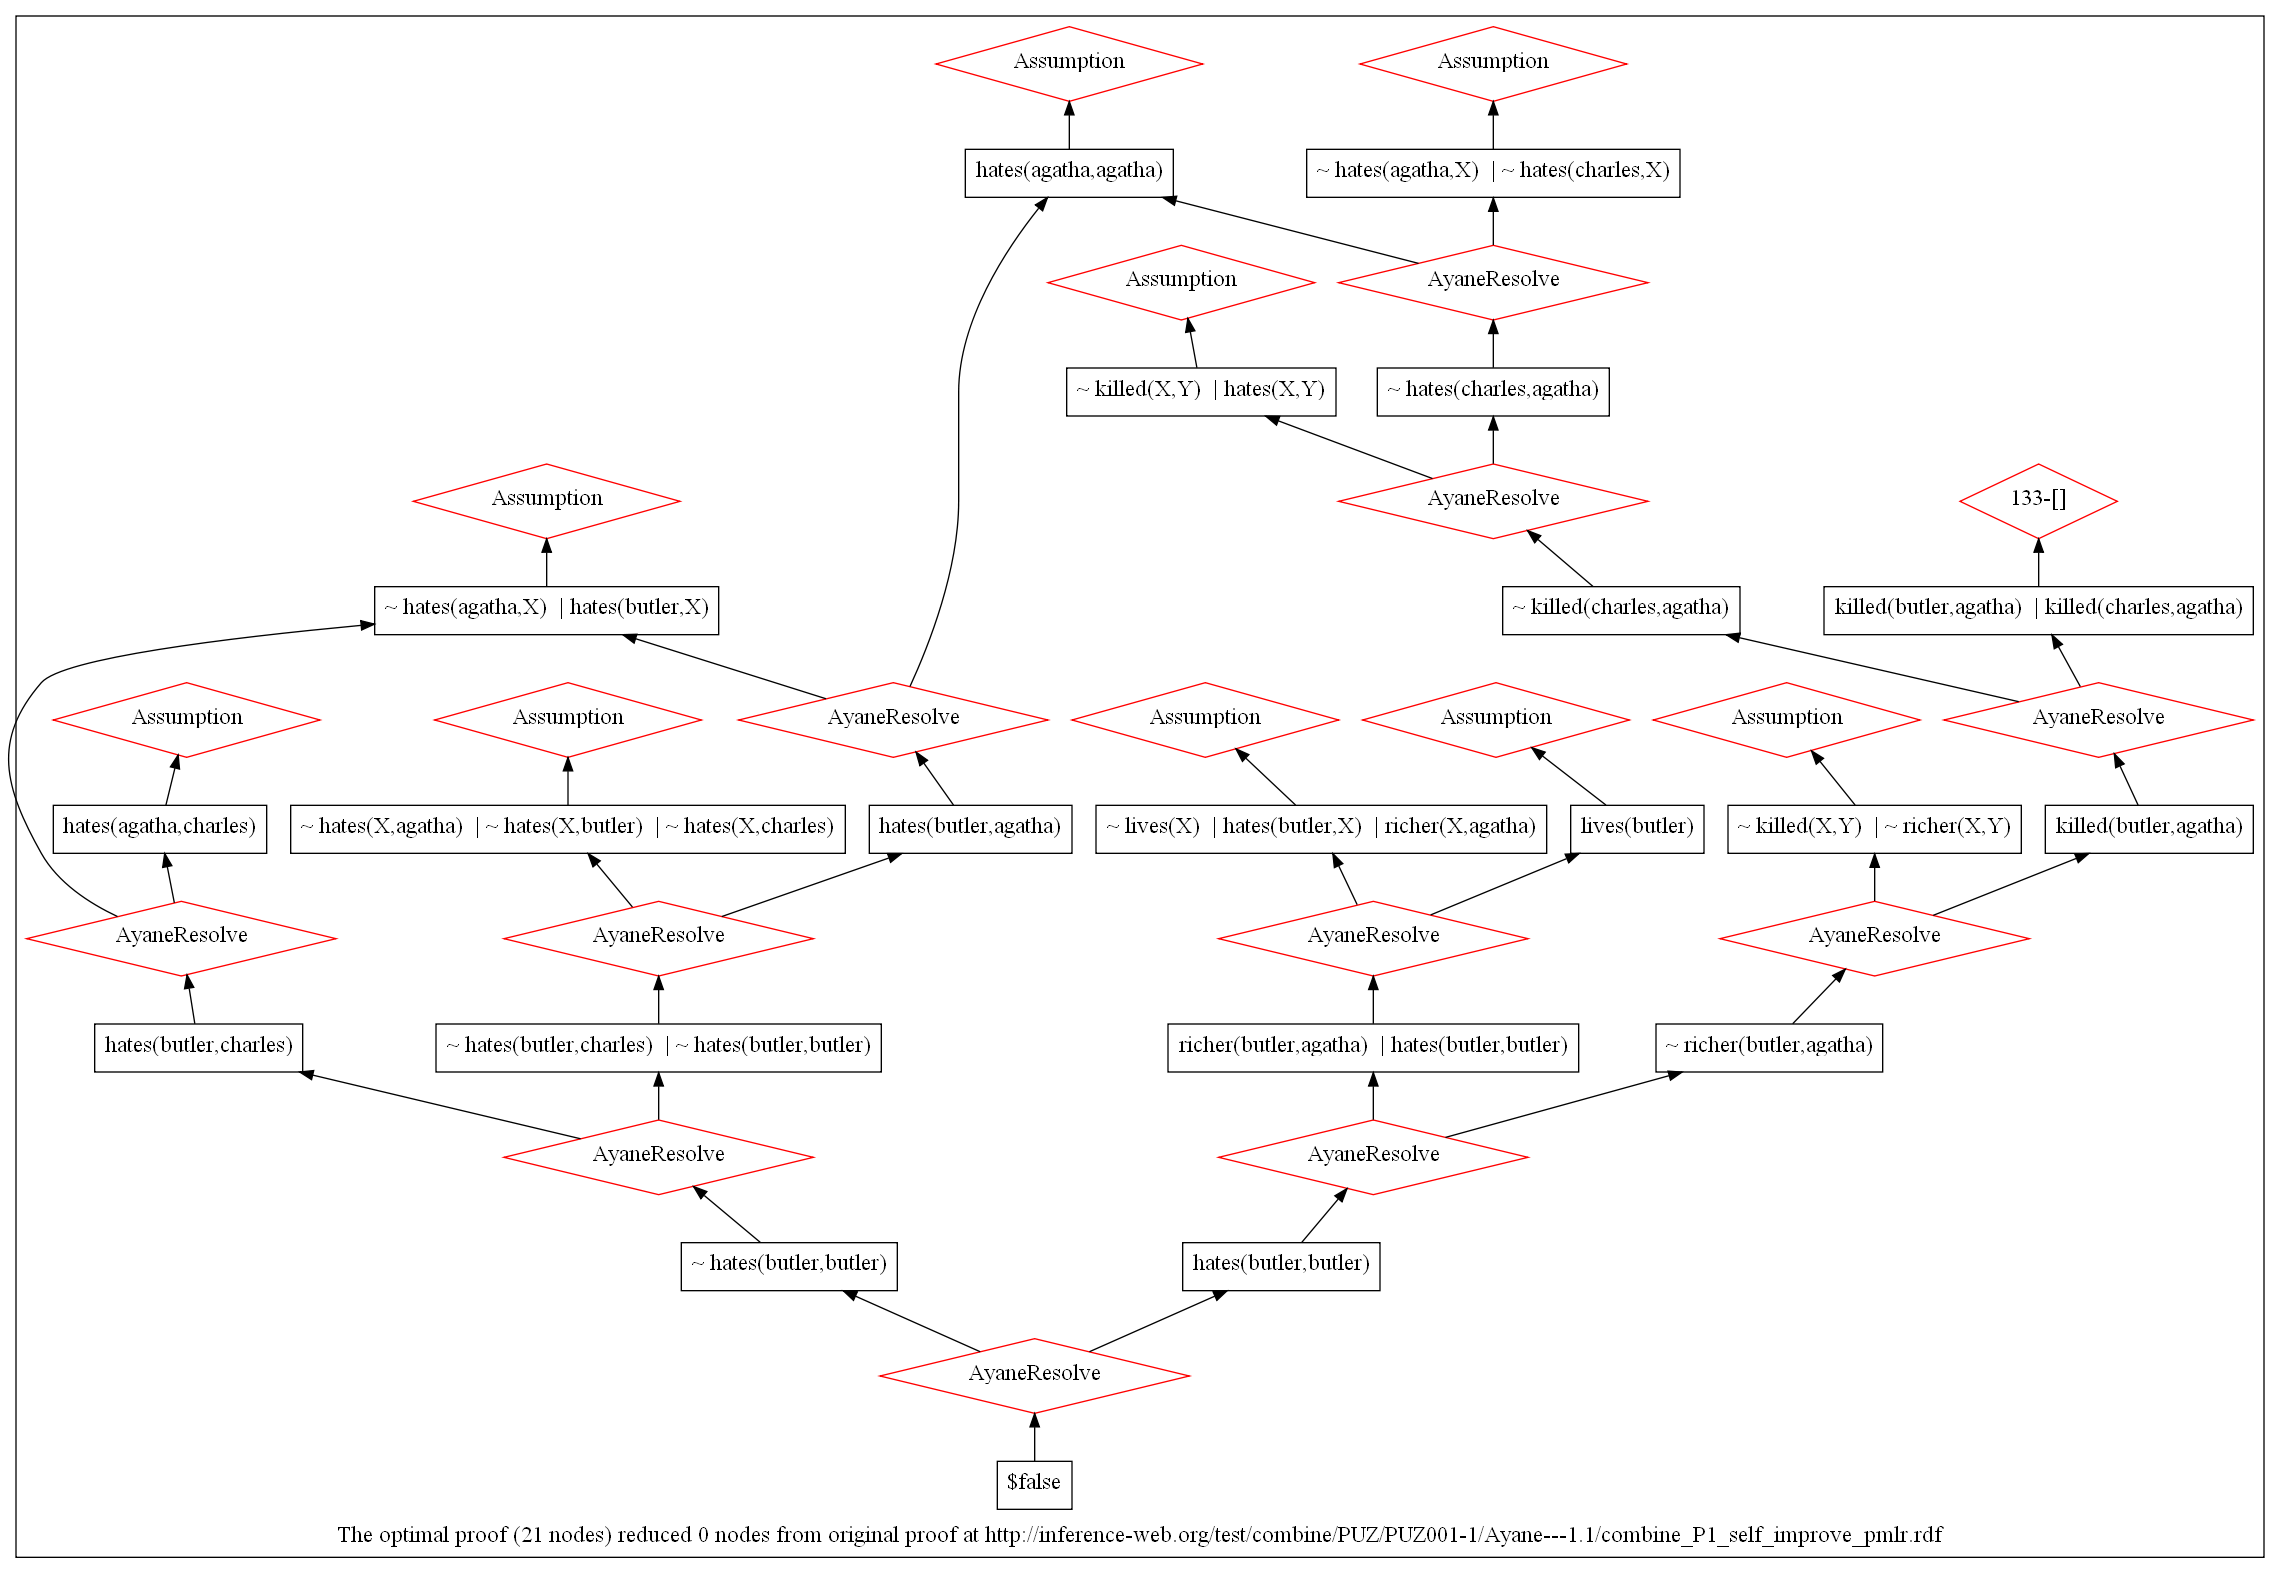 Assumption
Assumption
hates(agatha,agatha)
~ hates(agatha,X) | ~ hates(charles,X)
Assumption
AyaneResolve
~ killed(X,Y) | hates(X,Y)
~ hates(charles,agatha)
Assumption
AyaneResolve
133-[]
~ hates(agatha,X) | hates(butler,X)
~ killed(charles,agatha)
killed(butler,agatha) | killed(charles,agatha)
Assumption
Assumption
AyaneResolve
Assumption
Assumption
Assumption
AyaneResolve
hates(agatha,charles)
~ hates(X,agatha) | ~ hates(X,butler) | ~ hates(X,charles)
hates(butler,agatha)
~ lives(X) | hates(butler,X) | richer(X,agatha)
lives(butler)
~ killed(X,Y) | ~ richer(X,Y)
killed(butler,agatha)
AyaneResolve
AyaneResolve
AyaneResolve
AyaneResolve
hates(butler,charles)
~ hates(butler,charles) | ~ hates(butler,butler)
richer(butler,agatha) | hates(butler,butler)
~ richer(butler,agatha)
AyaneResolve
AyaneResolve
~ hates(butler,butler)
hates(butler,butler)
AyaneResolve
$false
The optimal proof (21 nodes) reduced 0 nodes from original proof at http://inference-web.org/test/combine/PUZ/PUZ001-1/Ayane---1.1/combine_P1_self_improve_pmlr.rdf